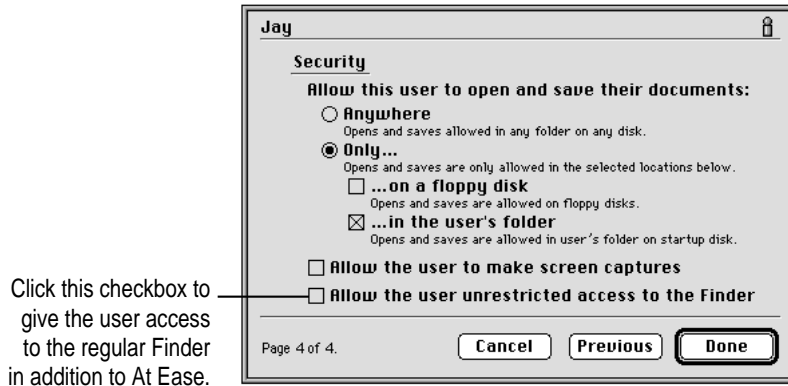 Jay
Security
Allow this user to open and save their documents:
Anywhere
Opens and saves allowed in any folder on any disk.
Only...
Opens and saves are only allowed in the selected locations below.
...on a floppy disk
Opens and saves are allowed on floppy disks.
...in the user's folder
Opens and saves are allowed in user's folder on startup disk.
Allow the user to make screen captures
Allow the user unrestricted access to the Finder
Click this checkbox to
give the user access
to the regular Finder
in addition to At Ease.
Page 4 of 4.
Cancel
Previous
Done